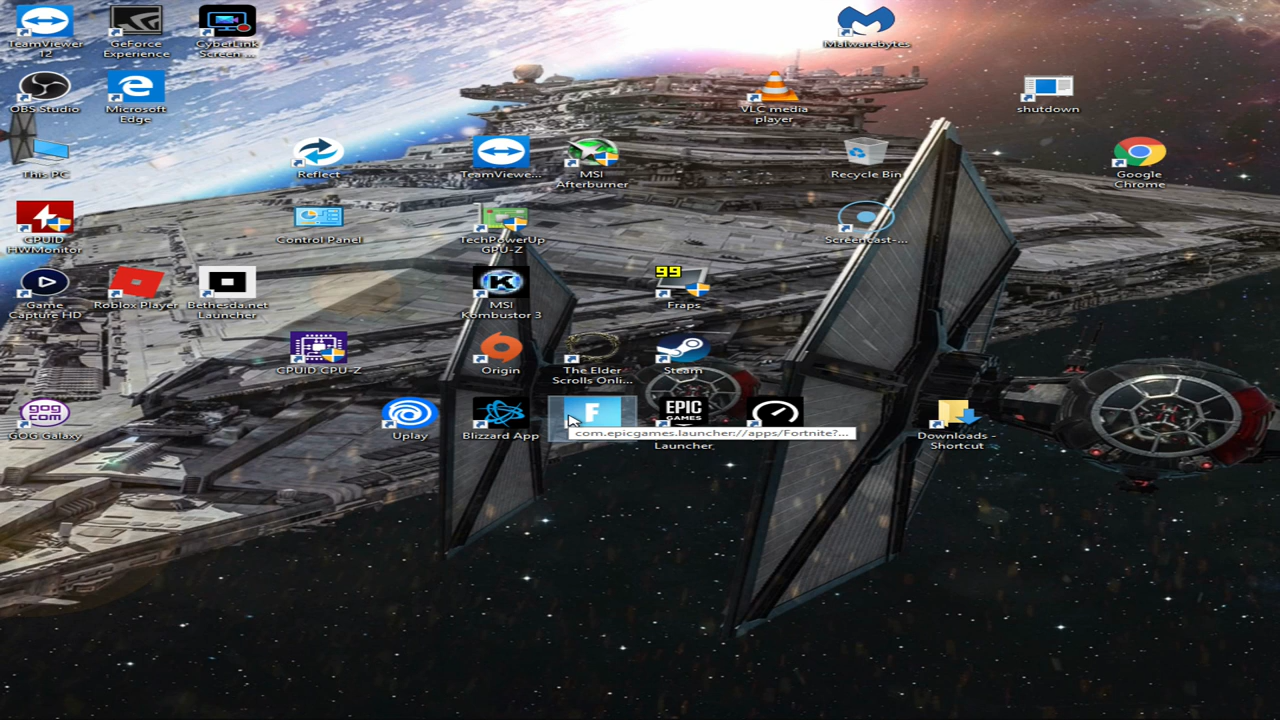 TeamViewer
12
GeForce
Experience
CyberLink
Screen ...
Malwarebytes
OBS Studio
Microsoft
Edge
VLC media
player
shutdown
This PC
Reflect
TeamViewe...
MSI
Afterburner
Recycle Bin
Google
Chrome
CPUID
HWMonitor
Control Panel
TechPowerUp
GPU-Z
Screencast-...
Game
Capture HD
Roblox Player
Bethesda.net
Launcher
K
MSI
Kombustor 3
99
Fraps
CPUID CPU-Z
Origin
The Elder
Scrolls Onli...
Steam
gog
com
GOG Galaxy
Uplay
Blizzard App
F
EPIC
GAMES
com.epicgames.launcher://apps/Fortnite?...
Launcher
Downloads -
Shortcut